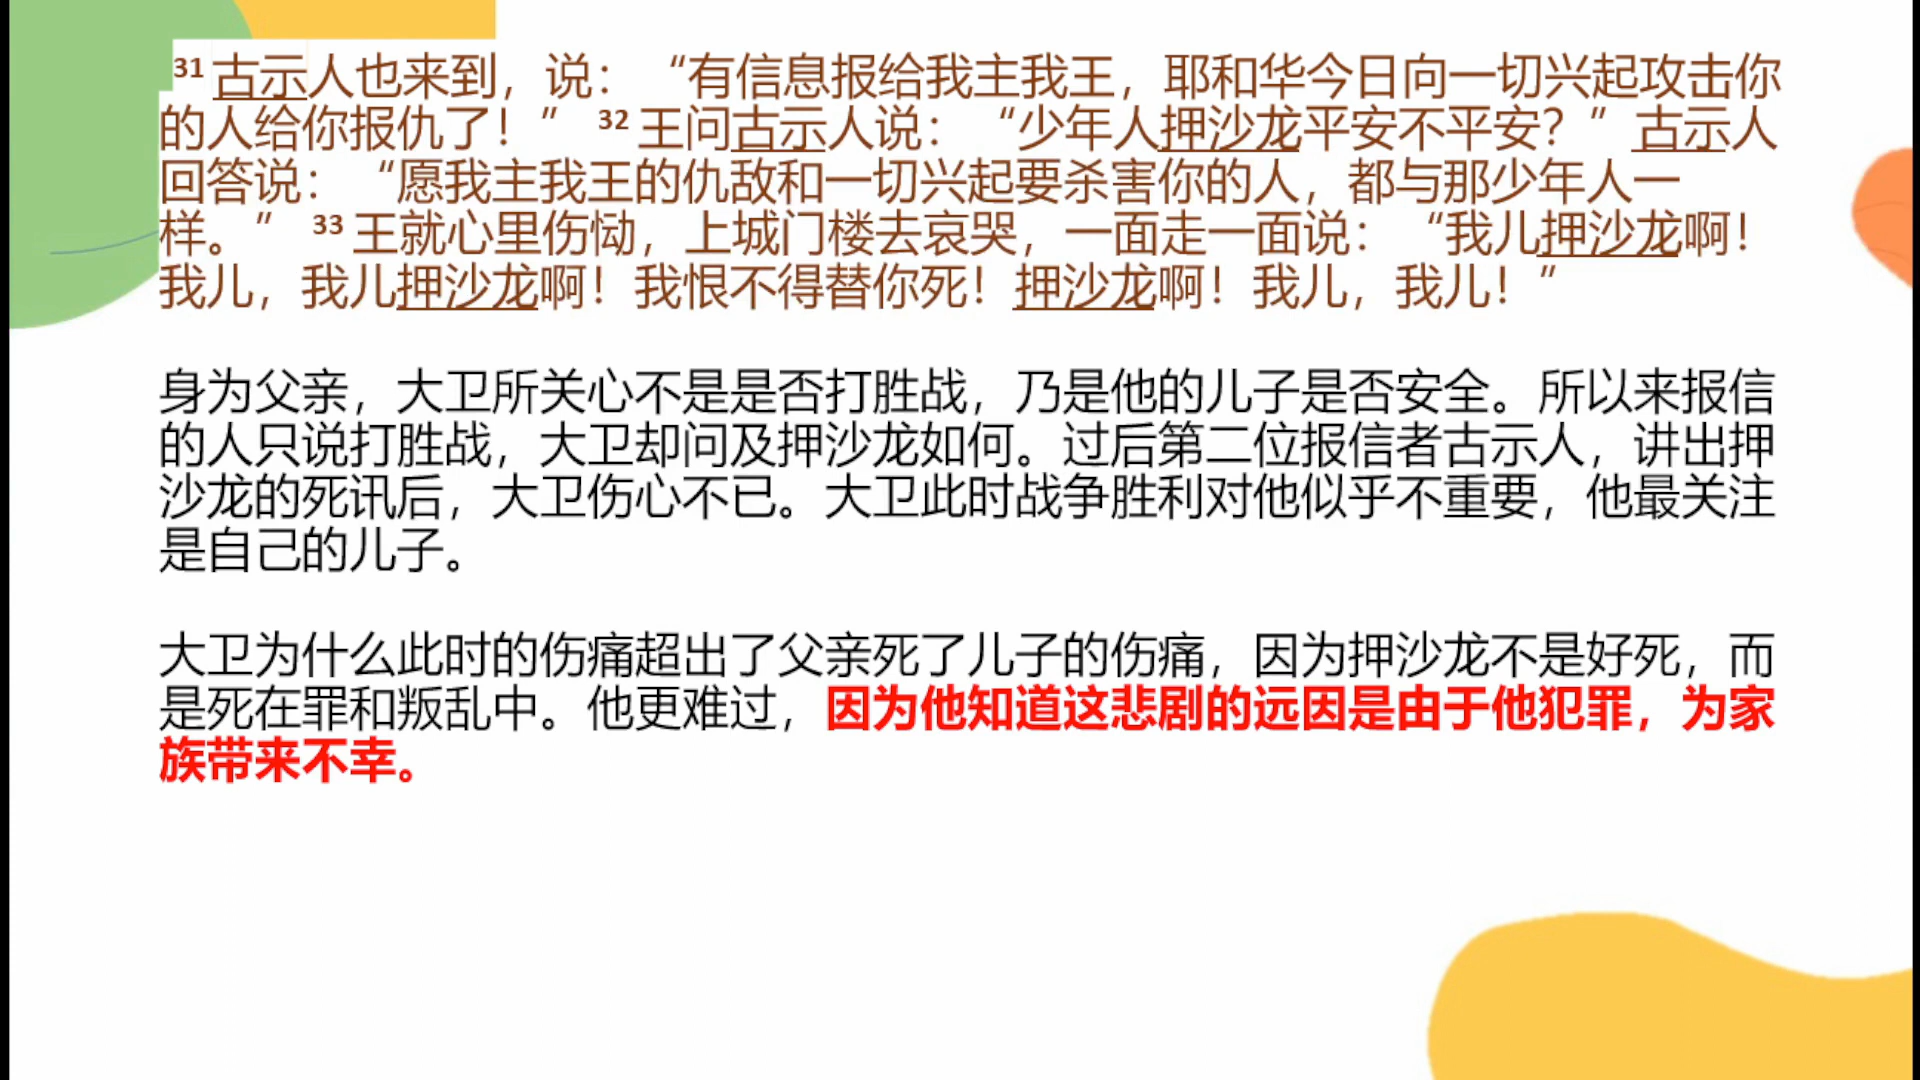 31 古示人也来到，说：“有信息报给我主我王，耶和华今日向一切兴起攻击你
的人给你报仇了！” 32 王问古示人说：“少年人押沙龙平安不平安？”古示人
回答说：“愿我主我王的仇敌和一切兴起要杀害你的人，都与那少年人一
样。” 33 王就心里伤恸，上城门楼去哀哭，一面走一面说：“我儿押沙龙啊！
我儿，我儿押沙龙啊！我恨不得替你死！押沙龙啊！我儿，我儿！”
身为父亲，大卫所关心不是是否打胜战，乃是他的儿子是否安全。所以来报信
的人只说打胜战，大卫却问及押沙龙如何。过后第二位报信者古示人，讲出押
沙龙的死讯后，大卫伤心不已。大卫此时战争胜利对他似乎不重要，他最关注
是自己的儿子。
大卫为什么此时的伤痛超出了父亲死了儿子的伤痛，因为押沙龙不是好死，而
是死在罪和叛乱中。他更难过，因为他知道这悲剧的远因是由于他犯罪，为家
族带来不幸。